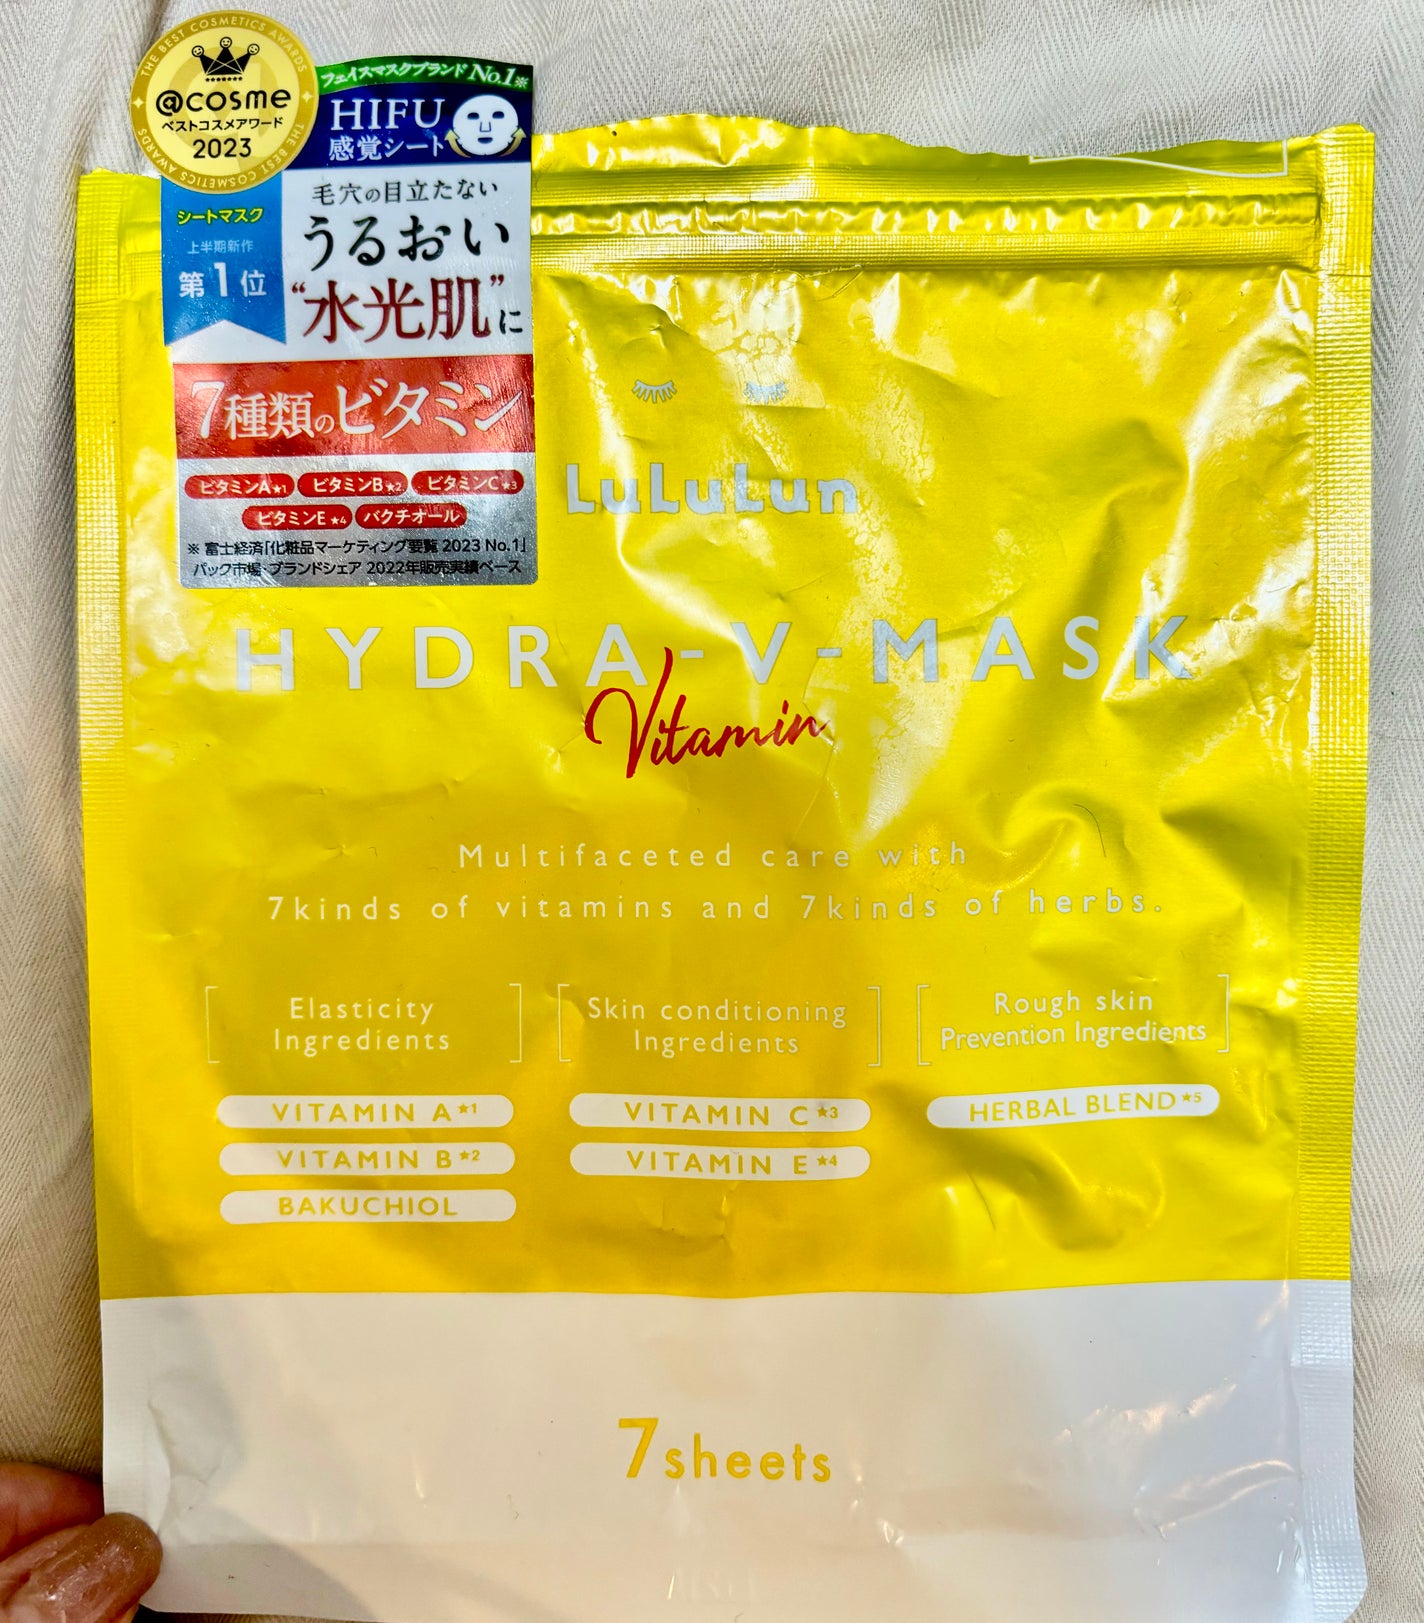 THE BEST COSMETICS AWARDS
@cosme
ベストコスメアワード
2023
THE BEST COSMETICS AWARDS
シートマスク
上半期新作
第1位
フェイスマスクブランドNo.1※
HIFU
感覚シート
毛穴の目立たない
うるおい
“水光肌”に
7種類のビタミン
ビタミンA★1 ビタミンB★2 ビタミンC★3
ビタミンE★4 バクチオール
※ 富士経済「化粧品マーケティング要覧 2023 No.1」
パック市場・ブランドシェア 2022年販売実績ベース
LuLuLun
HYDRA-V-MASK
Vitamin
Multifaceted care with
7kinds of vitamins and 7kinds of herbs.
Elasticity
Ingredients
VITAMIN A★1
VITAMIN B★2
BAKUCHIOL
Skin conditioning
Ingredients
VITAMIN C★3
VITAMIN E★4
Rough skin
Prevention Ingredients
HERBAL BLEND★5
7sheets